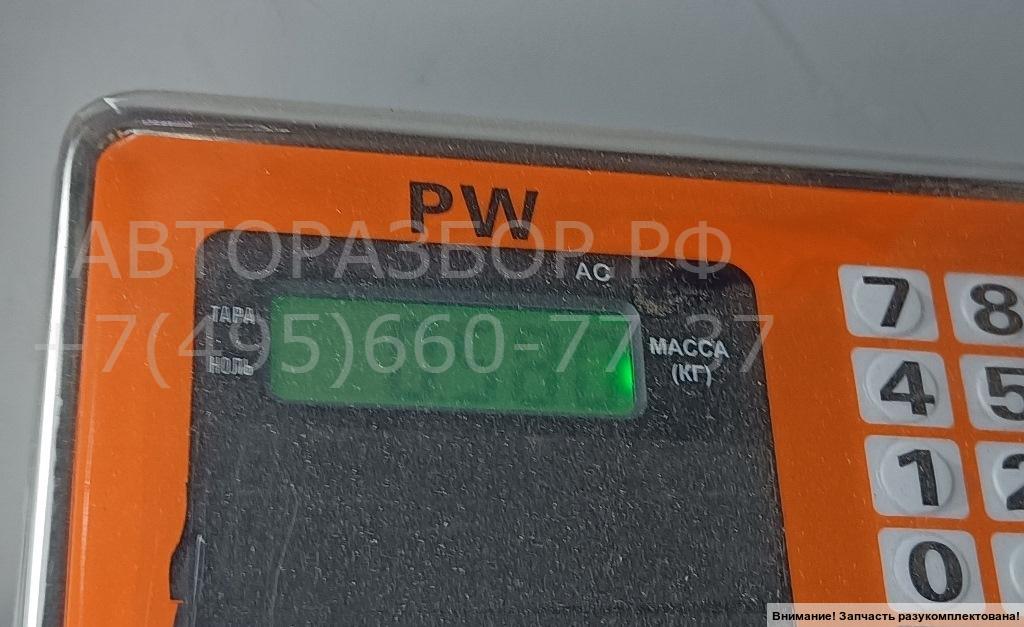 PW
АВТОРАЗБОР.РФ
AC
ТАРА
НОЛЬ
+7(495)660-77-37
МАССА
(КГ)
7 8
4 5
1 2
0
Внимание! Запчасть разукомплектована!